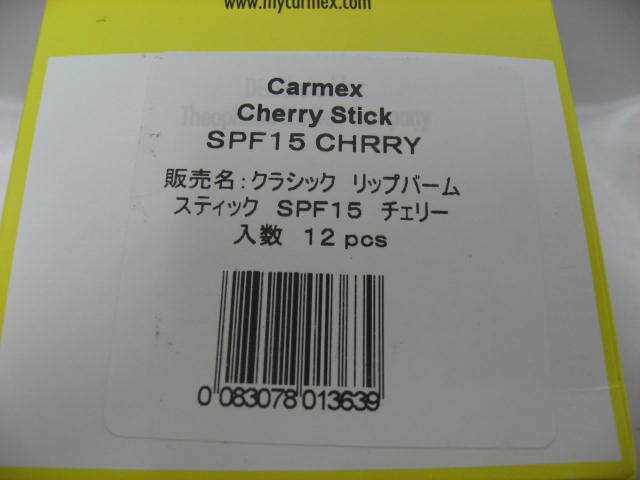 www.mycarmex.com
Carmex
Cherry Stick
SPF15 CHRRY
販売名：クラシック リップバーム
スティック SPF15 チェリー
入数 12 pcs
0 083078 013639